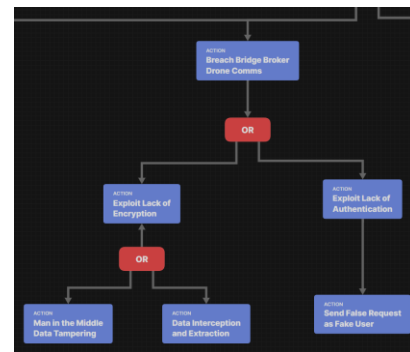 ACTION
Breach Bridge Broker
Drone Comms
OR
ACTION
Exploit Lack of
Encryption
ACTION
Exploit Lack of
Authentication
OR
ACTION
Man in the Middle
Data Tampering
ACTION
Data Interception
and Extraction
ACTION
Send False Request
as Fake User